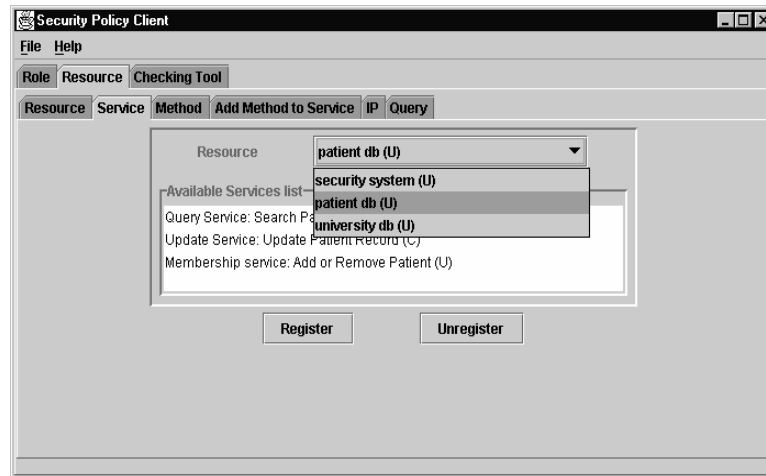 Security Policy Client
File Help
Role Resource Checking Tool
Resource Service Method Add Method to Service IP Query
Resource patient db (U)
security system (U)
patient db (U)
university db (U)
Available Services list
Query Service: Search
Update Service: Update Patient Record (C)
Membership service: Add or Remove Patient (U)
Register Unregister